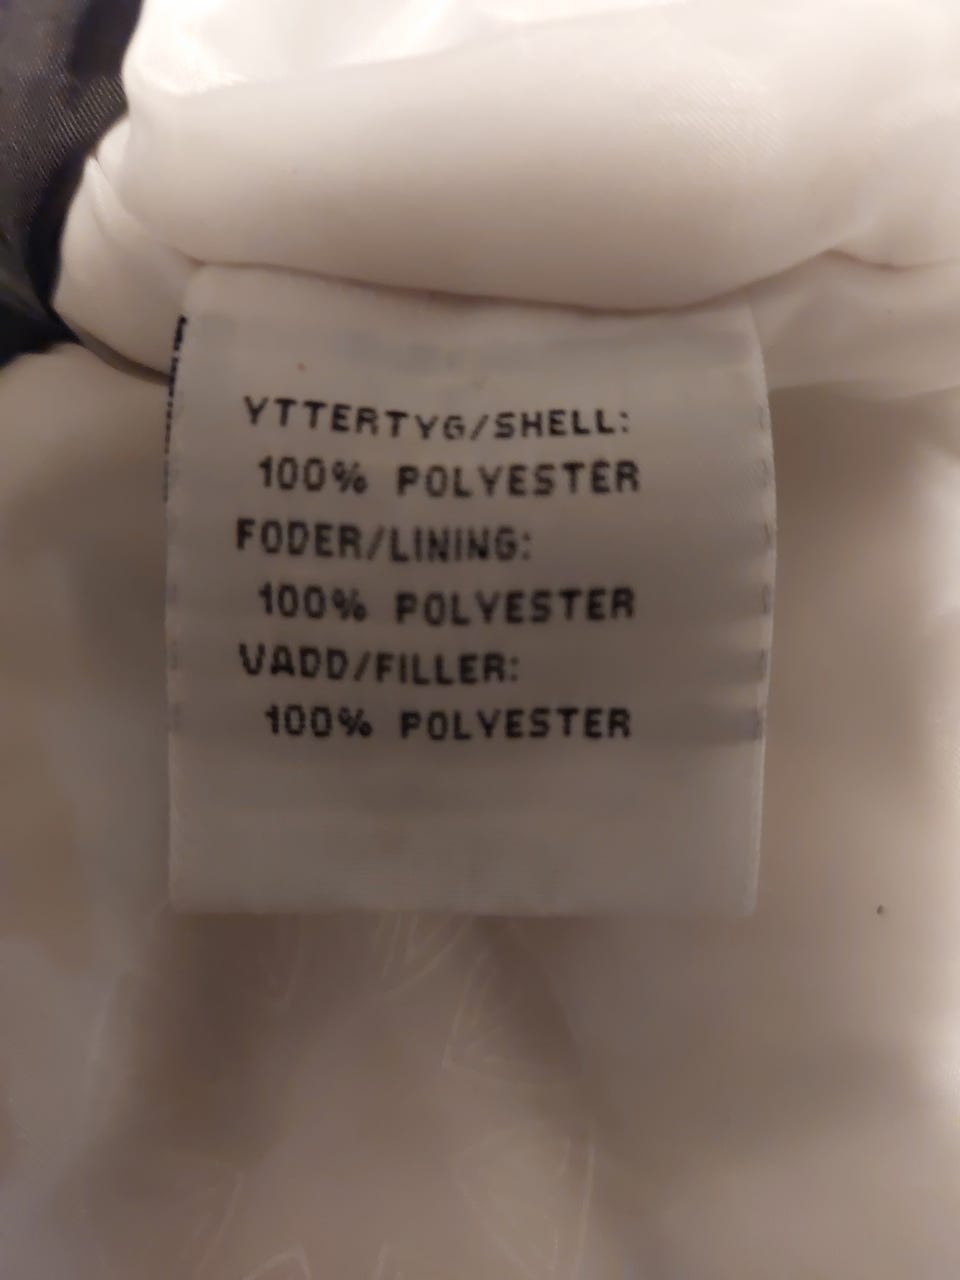 YTTERTYG/SHELL:
100% POLYESTER
FODER/LINING:
100% POLYESTER
VADD/FILLER:
100% POLYESTER